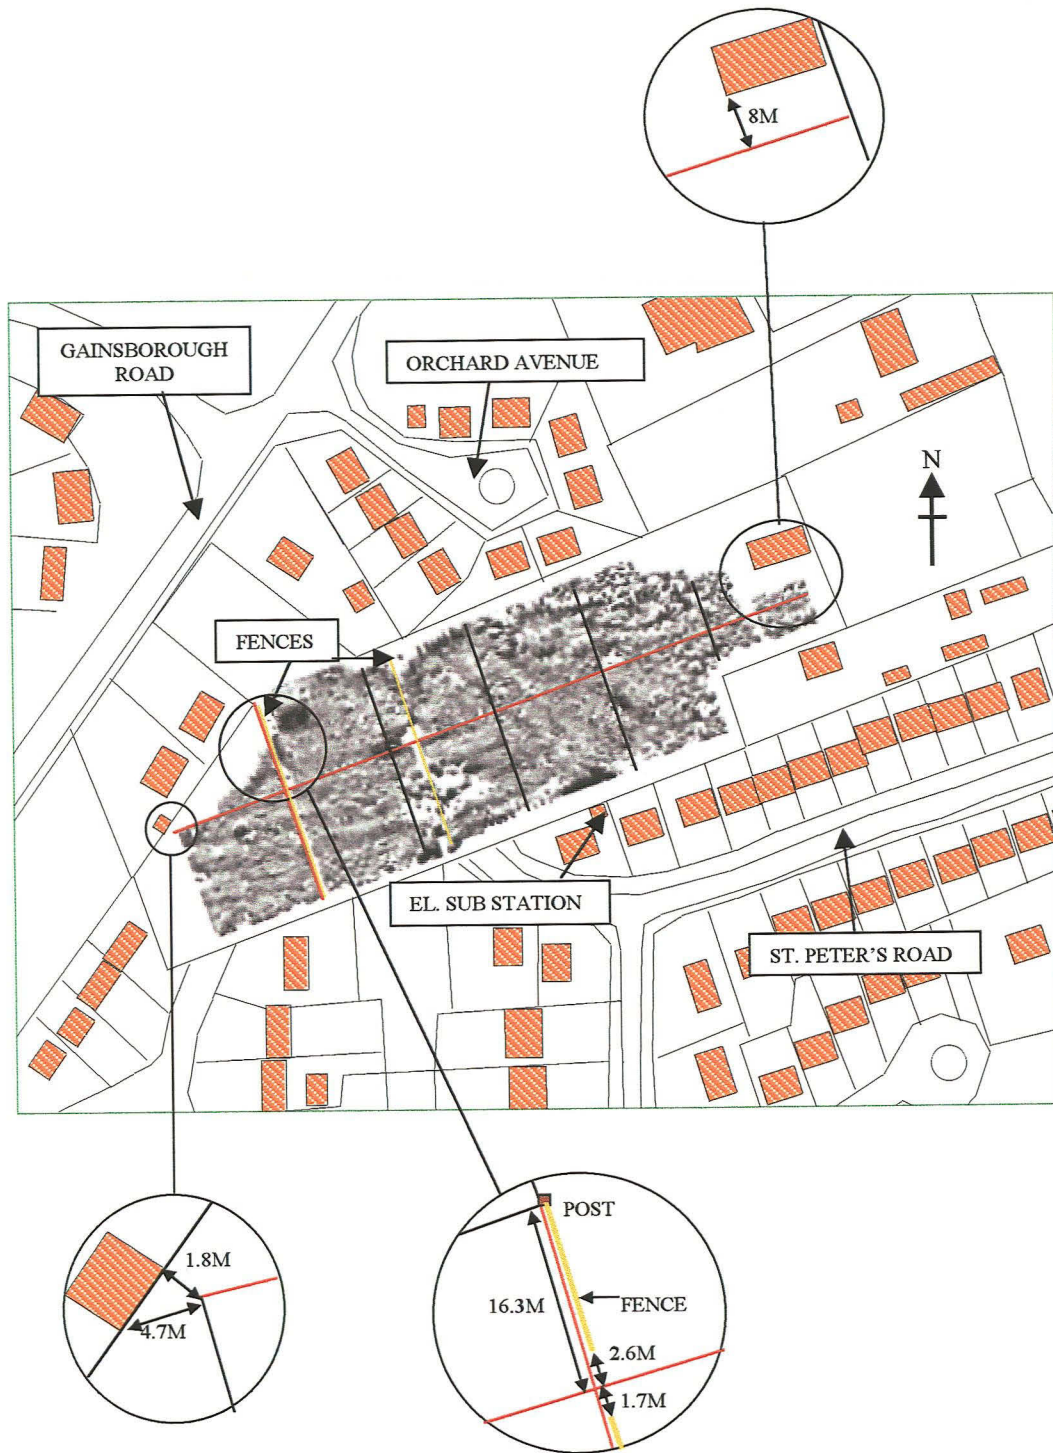 8M
GAINSBOROUGH
ROAD
ORCHARD AVENUE
N
FENCES
EL. SUB STATION
ST. PETER'S ROAD
1.8M
4.7M
POST
16.3M
FENCE
2.6M
1.7M